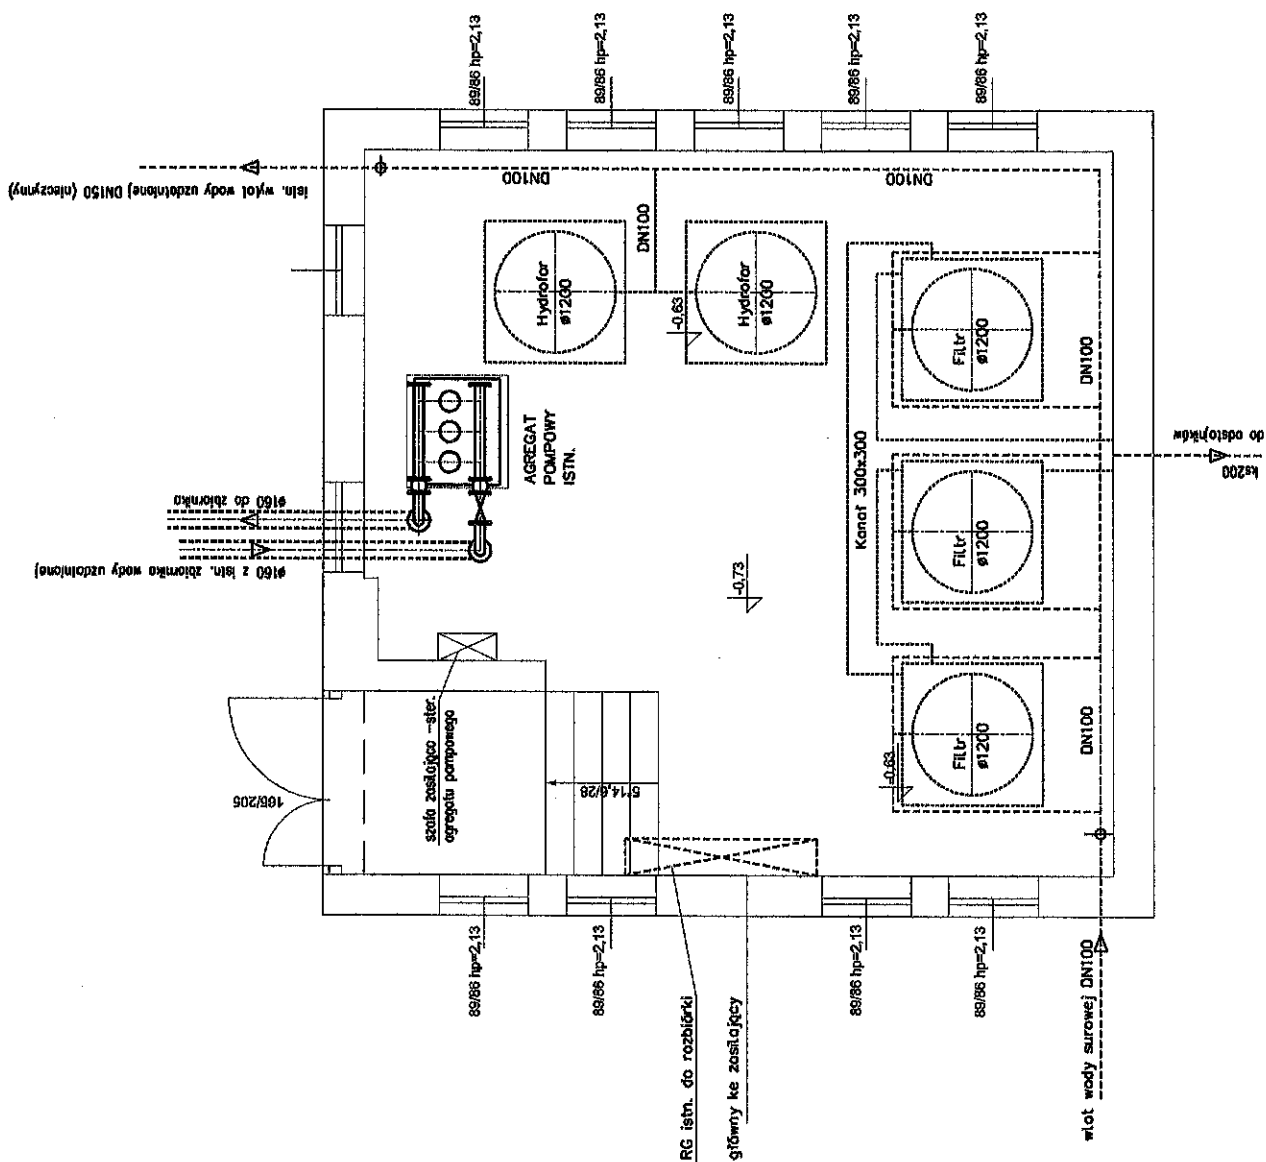 89/86 hp=2,13
89/86 hp=2,13
89/86 hp=2,13
89/86 hp=2,13
89/86 hp=2,13
istn. wylot wody uzdatnionej DN150 (nieczynny)
DN100
DN100
DN100
Hydrofor
ø1200
Hydrofor
ø1200
-0,63
AGREGAT
POMPOWY
ISTN.
ø160 do zbiornika
ø160 z istn. zbiornika wody uzdatnionej
Kanał 300x300
Filtr
ø1200
DN100
Filtr
ø1200
Filtr
ø1200
DN100
-0,63
-0,73
ks200
do odstojników
165/205
szafa zasilająco -ster.
agregatu pompowego
5*14,6/28
89/86 hp=2,13
89/86 hp=2,13
89/86 hp=2,13
89/86 hp=2,13
RG istn. do rozbiórki
główny ke zasilający
wlot wody surowej DN100